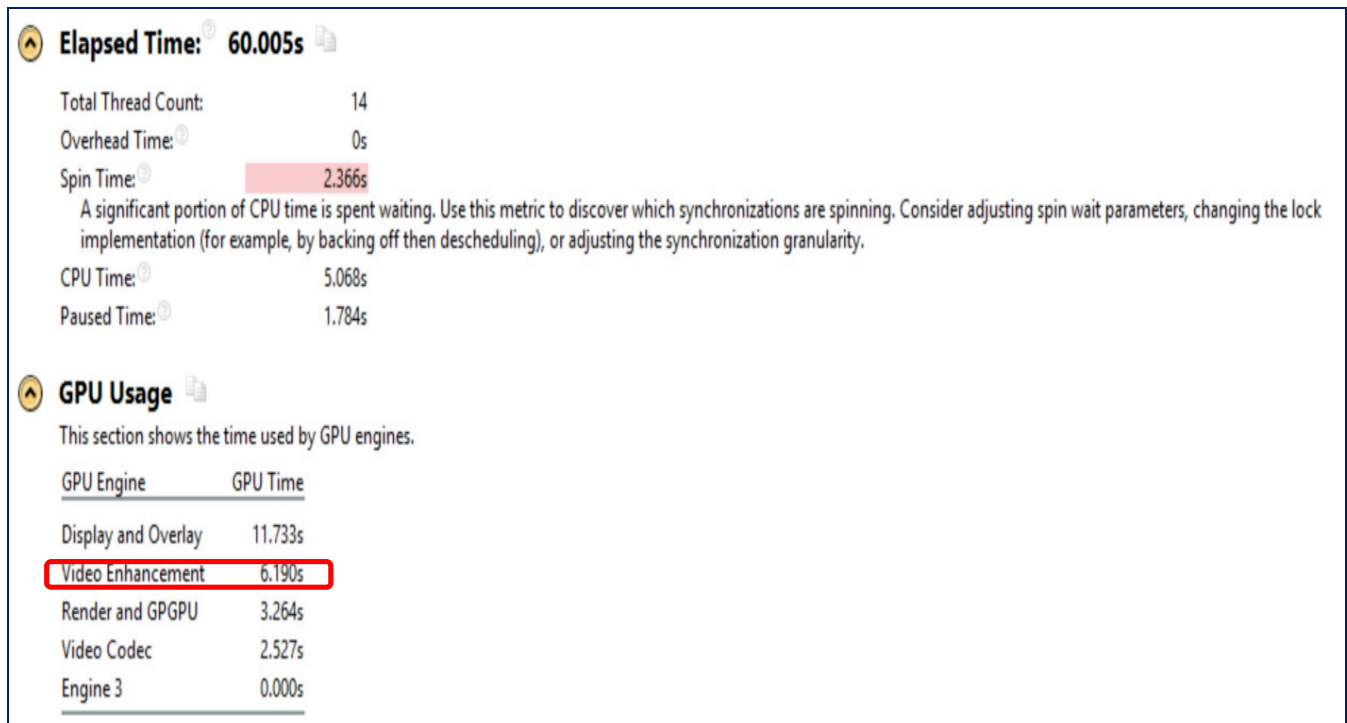 Elapsed Time: ? 60.005s
Total Thread Count: 14
Overhead Time: ? 0s
Spin Time: ? 2.366s
A significant portion of CPU time is spent waiting. Use this metric to discover which synchronizations are spinning. Consider adjusting spin wait parameters, changing the lock
implementation (for example, by backing off then descheduling), or adjusting the synchronization granularity.
CPU Time: ? 5.068s
Paused Time: ? 1.784s
GPU Usage
This section shows the time used by GPU engines.
GPU Engine GPU Time
Display and Overlay 11.733s
Video Enhancement 6.190s
Render and GPGPU 3.264s
Video Codec 2.527s
Engine 3 0.000s